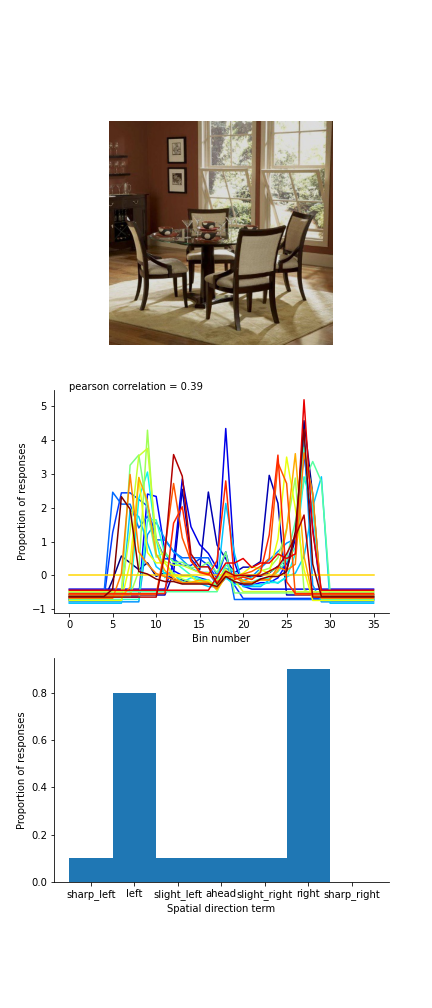 pearson correlation = 0.39
Proportion of responses
5
4
3
2
1
0
−1
0 5 10 15 20 25 30 35
Bin number
Proportion of responses
0.8
0.6
0.4
0.2
0.0
sharp_left left slight_left ahead slight_right right sharp_right
Spatial direction term